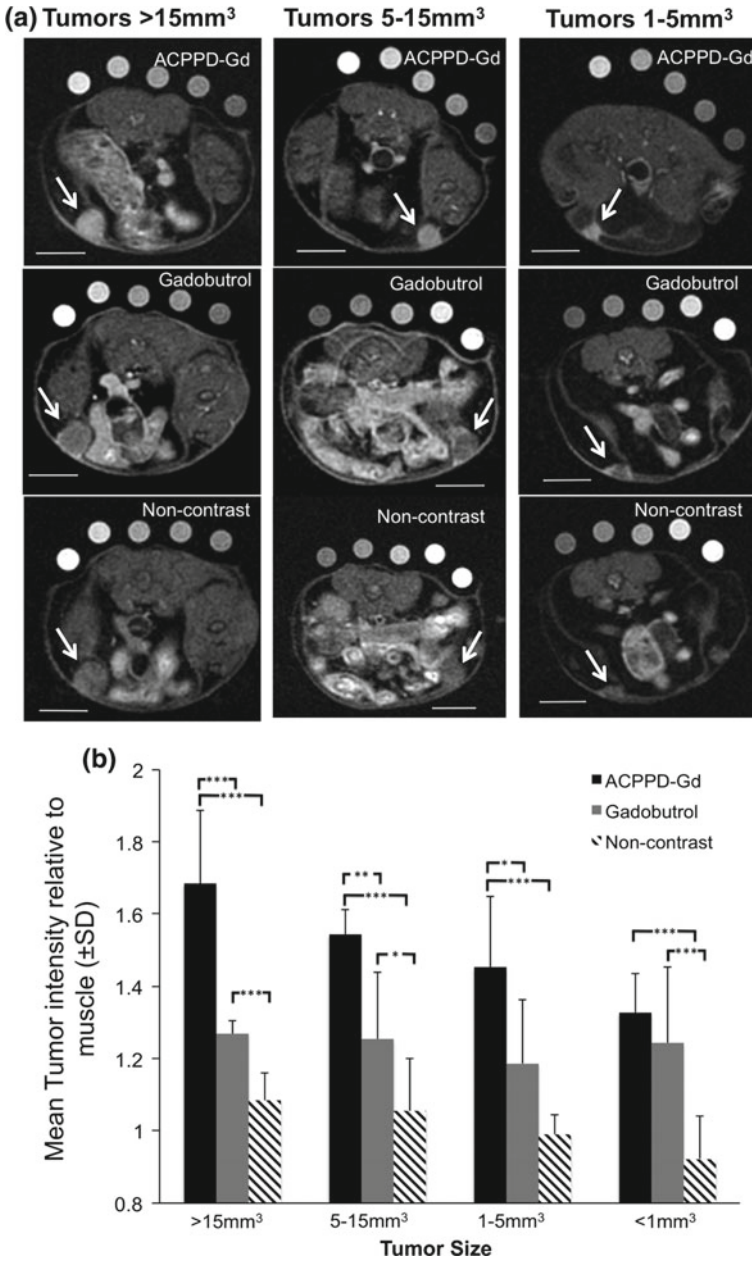 (a) Tumors >15mm³ Tumors 5-15mm³ Tumors 1-5mm³
ACPPD-Gd ACPPD-Gd ACPPD-Gd
Gadobutrol Gadobutrol Gadobutrol
Non-contrast Non-contrast Non-contrast
(b)
Mean Tumor intensity relative to
muscle (±SD)
2
1.8
1.6
1.4
1.2
1
0.8
ACPPD-Gd
Gadobutrol
Non-contrast
*** *** ***
** *** *
* ***
*** ***
>15mm³ 5-15mm³ 1-5mm³ <1mm³
Tumor Size